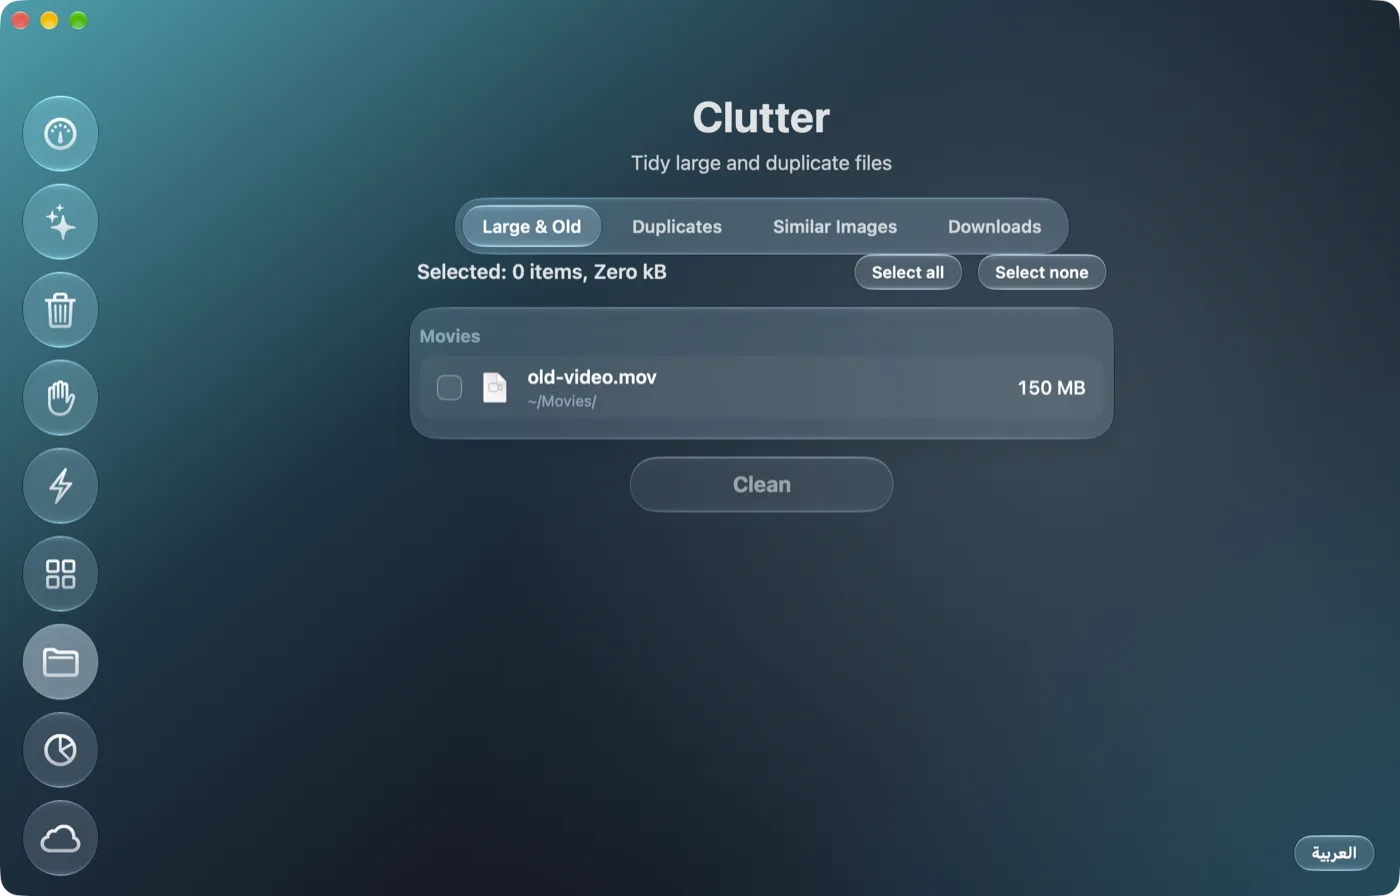 Clutter
Tidy large and duplicate files
Large & Old Duplicates Similar Images Downloads
Selected: 0 items, Zero kB Select all Select none
Movies
old-video.mov
~/Movies/
150 MB
Clean
العربية